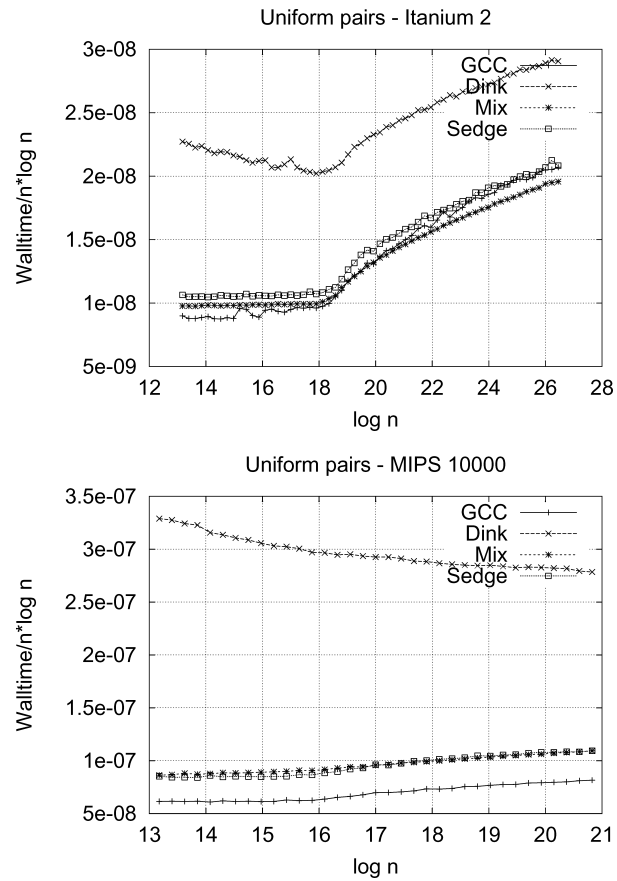 Uniform pairs - Itanium 2
3e-08
2.5e-08
2e-08
1.5e-08
1e-08
5e-09
Walltime/n*log n
GCC
Dink
Mix
Sedge
12 14 16 18 20 22 24 26 28
log n
Uniform pairs - MIPS 10000
3.5e-07
3e-07
2.5e-07
2e-07
1.5e-07
1e-07
5e-08
Walltime/n*log n
GCC
Dink
Mix
Sedge
13 14 15 16 17 18 19 20 21
log n